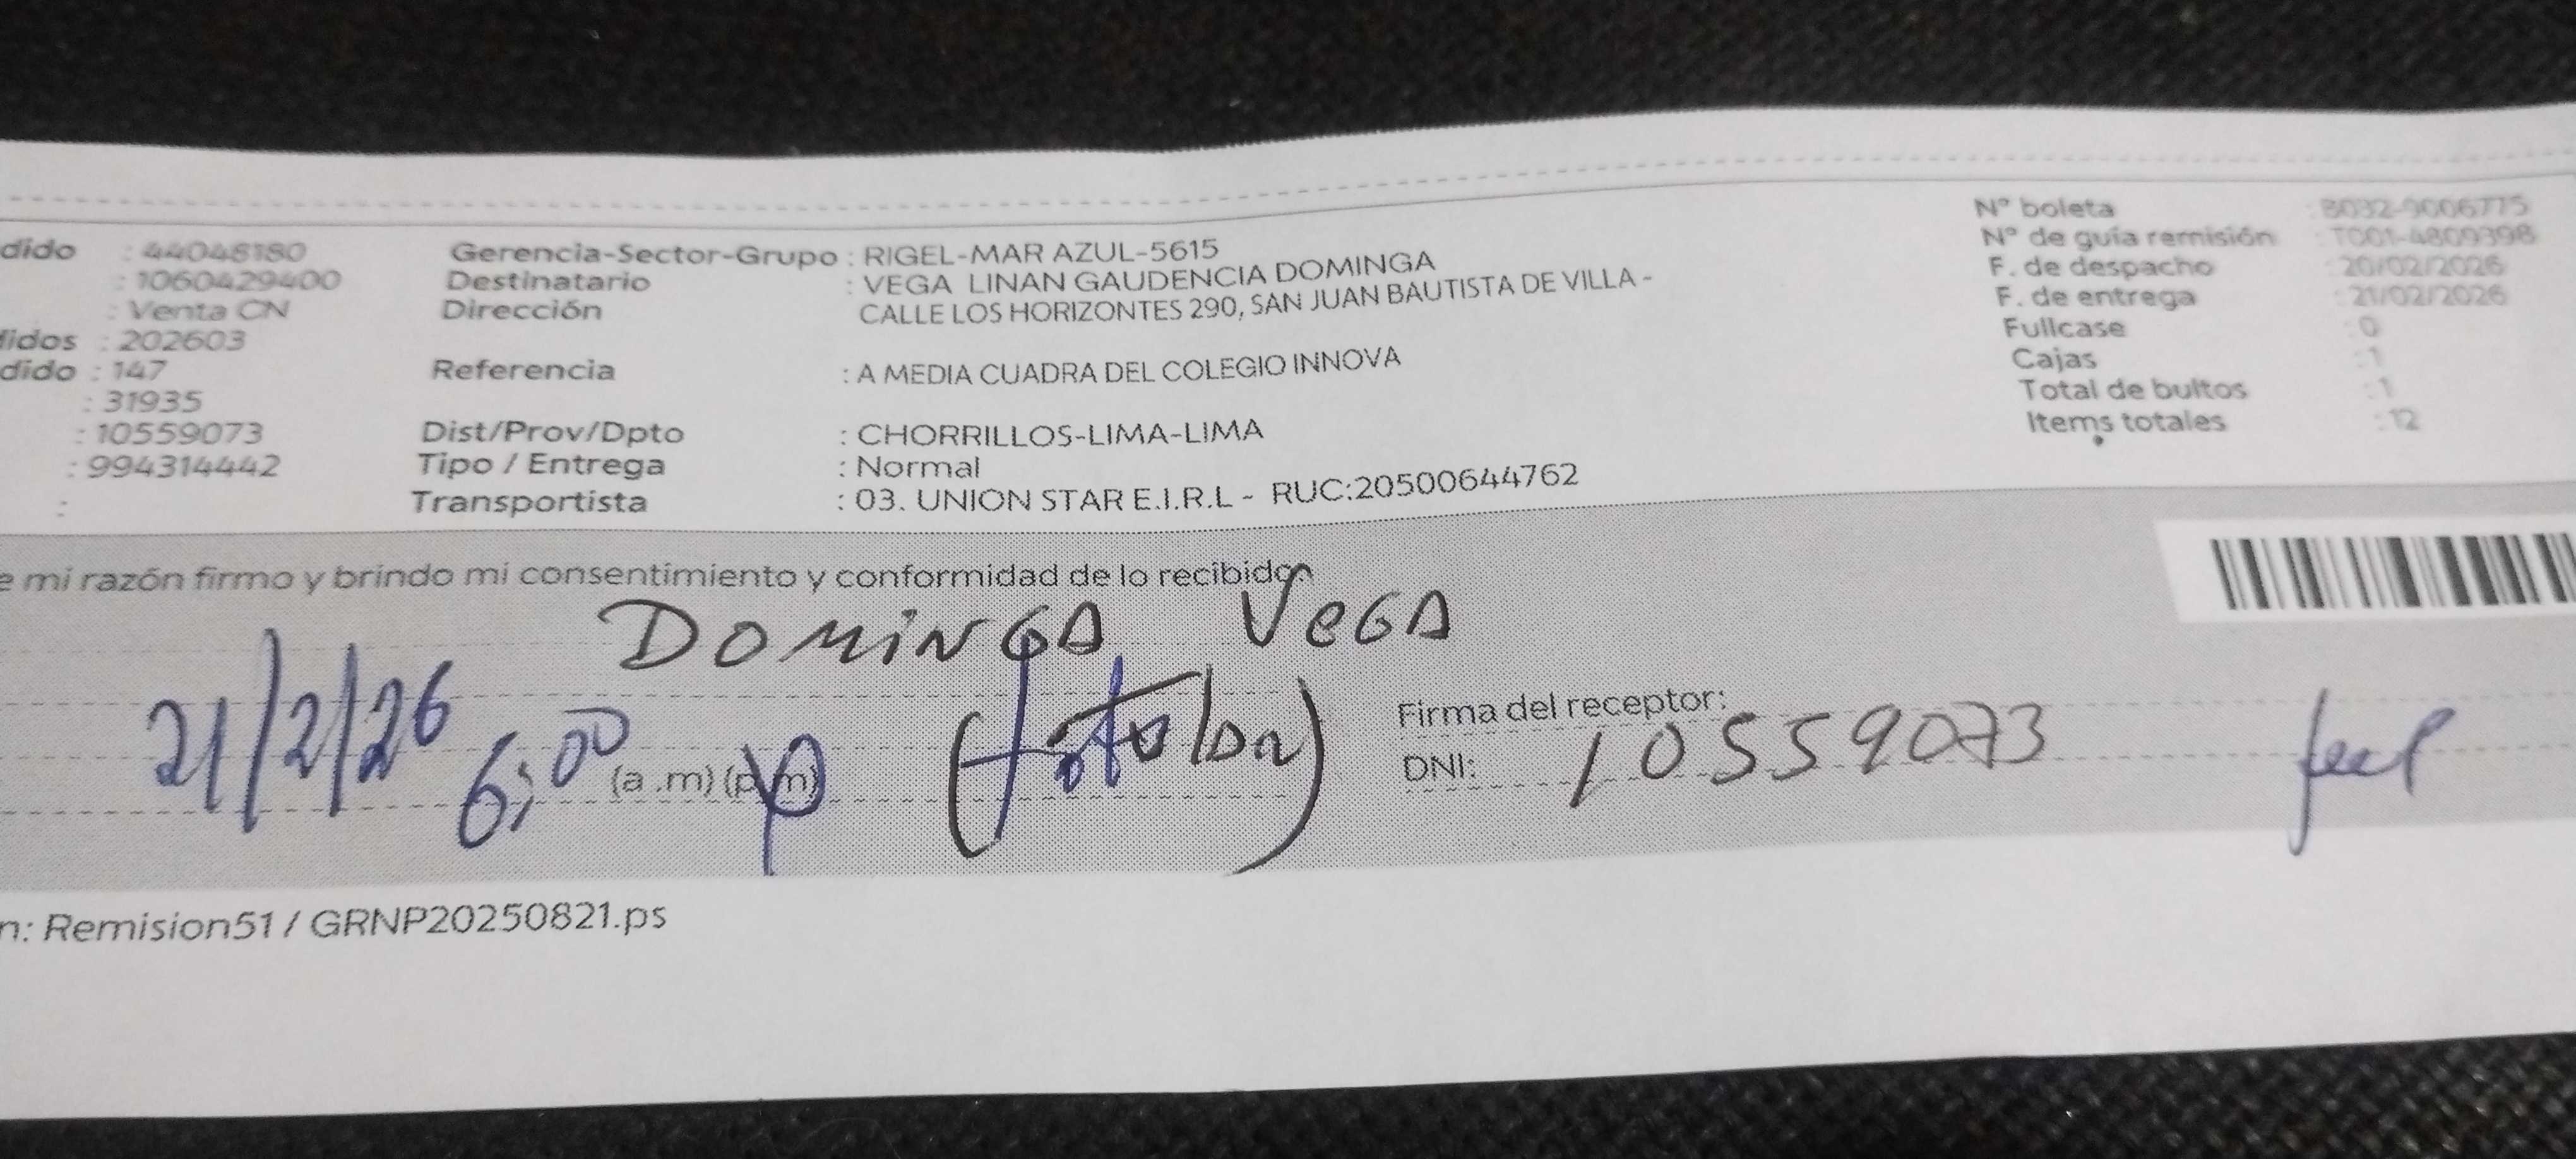 dido : 44048180
: 1060429400
: Venta CN
didos : 202603
dido : 147
: 31935
: 10559073
: 994314442
:
Gerencia-Sector-Grupo : RIGEL-MAR AZUL-5615
Destinatario : VEGA LINAN GAUDENCIA DOMINGA
Dirección : CALLE LOS HORIZONTES 290, SAN JUAN BAUTISTA DE VILLA -
Referencia : A MEDIA CUADRA DEL COLEGIO INNOVA
Dist/Prov/Dpto : CHORRILLOS-LIMA-LIMA
Tipo / Entrega : Normal
Transportista : 03. UNION STAR E.I.R.L - RUC:20500644762
N° boleta : B032-9006775
N° de guía remisión : T001-4809398
F. de despacho : 20/02/2026
F. de entrega : 21/02/2026
Fullcase : 0
Cajas : 1
Total de bultos : 1
Items totales : 12
e mi razón firmo y brindo mi consentimiento y conformidad de lo recibido.
DOMINGA VEGA
21/2/26 6:00 (a .m) (p.m)
Firma del receptor:
DNI: 10559073
n: Remision51 / GRNP20250821.ps